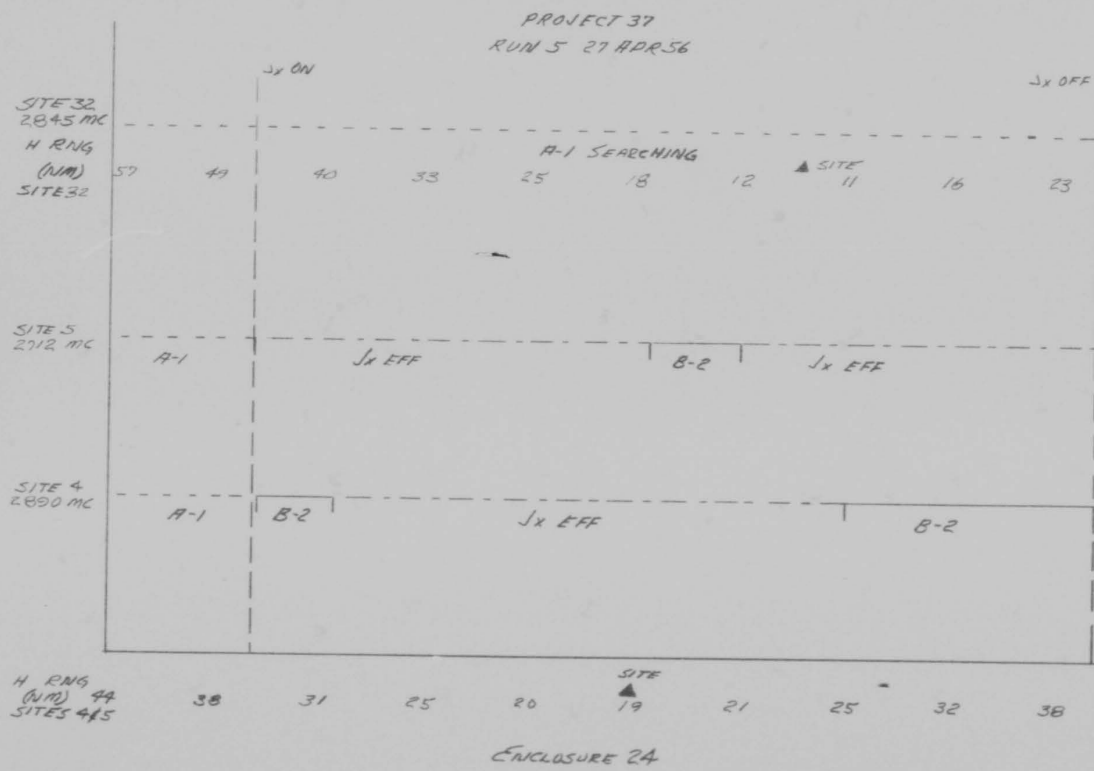 PROJECT 37
RUN 5 27 APR 56
Jx ON
Jx OFF
SITE 32
2845 MC
H RNG
(NM)
SITE 32
A-1 SEARCHING
▲ SITE
57 49 40 33 25 18 12 11 16 23
SITE 5
2712 MC
A-1 Jx EFF B-2 Jx EFF
SITE 4
2890 MC
A-1 B-2 Jx EFF B-2
SITE
▲
H RNG
(NM) 44 38 31 25 20 19 21 25 32 38
SITES 4&5
ENCLOSURE 24